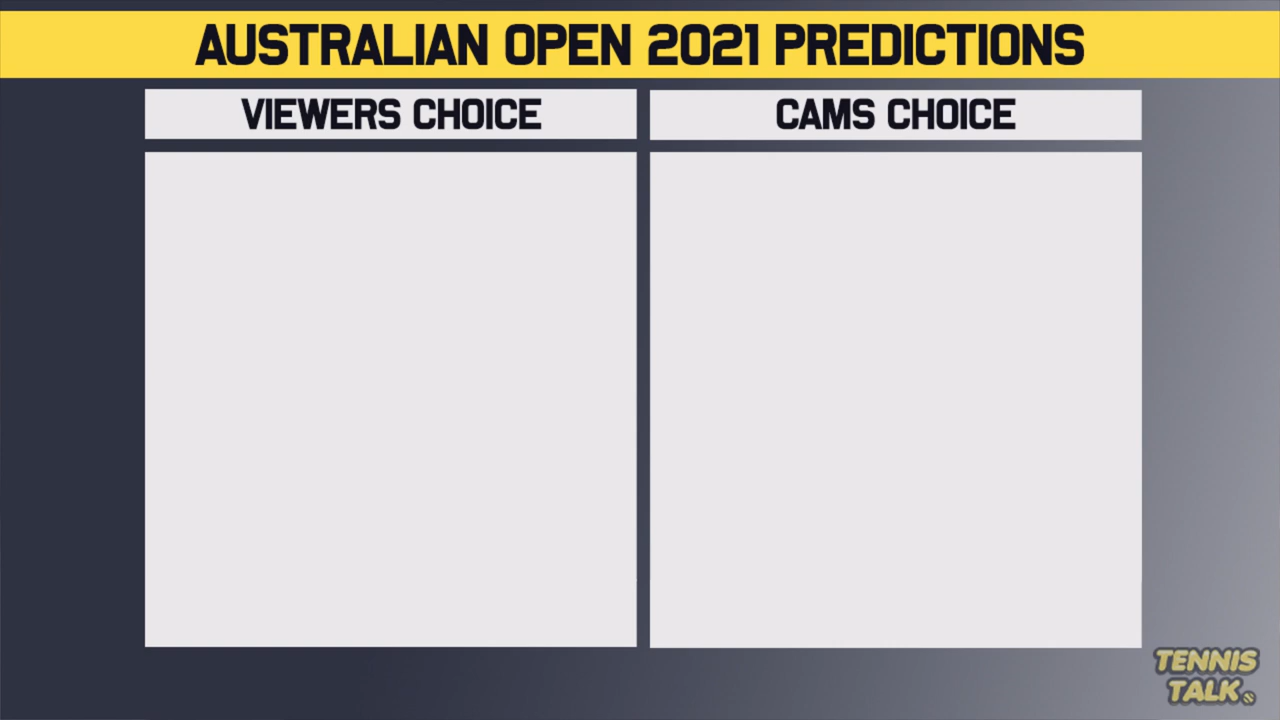 AUSTRALIAN OPEN 2021 PREDICTIONS
VIEWERS CHOICE
CAMS CHOICE
TENNIS
TALK